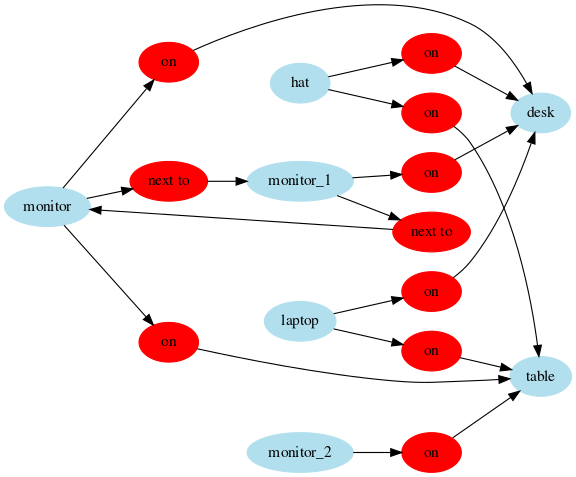 on
on
hat
on
desk
on
next to
monitor_1
monitor
next to
on
laptop
on
on
table
monitor_2
on